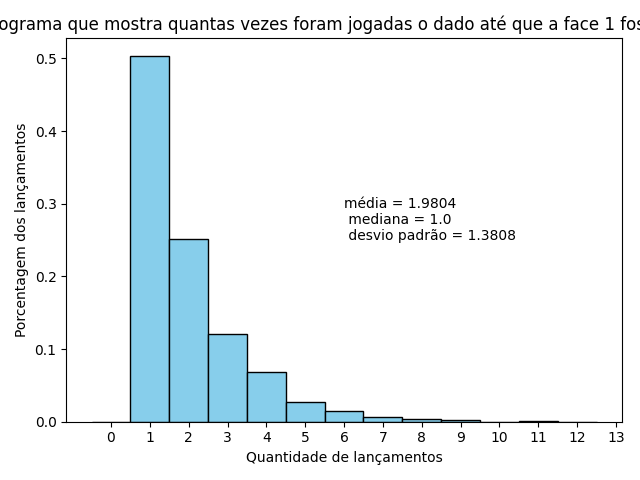 que mostra quantas vezes foram jogadas o dado até que a face 1
0.5
0.4
0.3
0.2
0.1
0.0
Porcentagem dos lançamentos
média = 1.9804
mediana = 1.0
desvio padrão = 1.3808
0 1 2 3 4 5 6 7 8 9 10 11 12 13
Quantidade de lançamentos